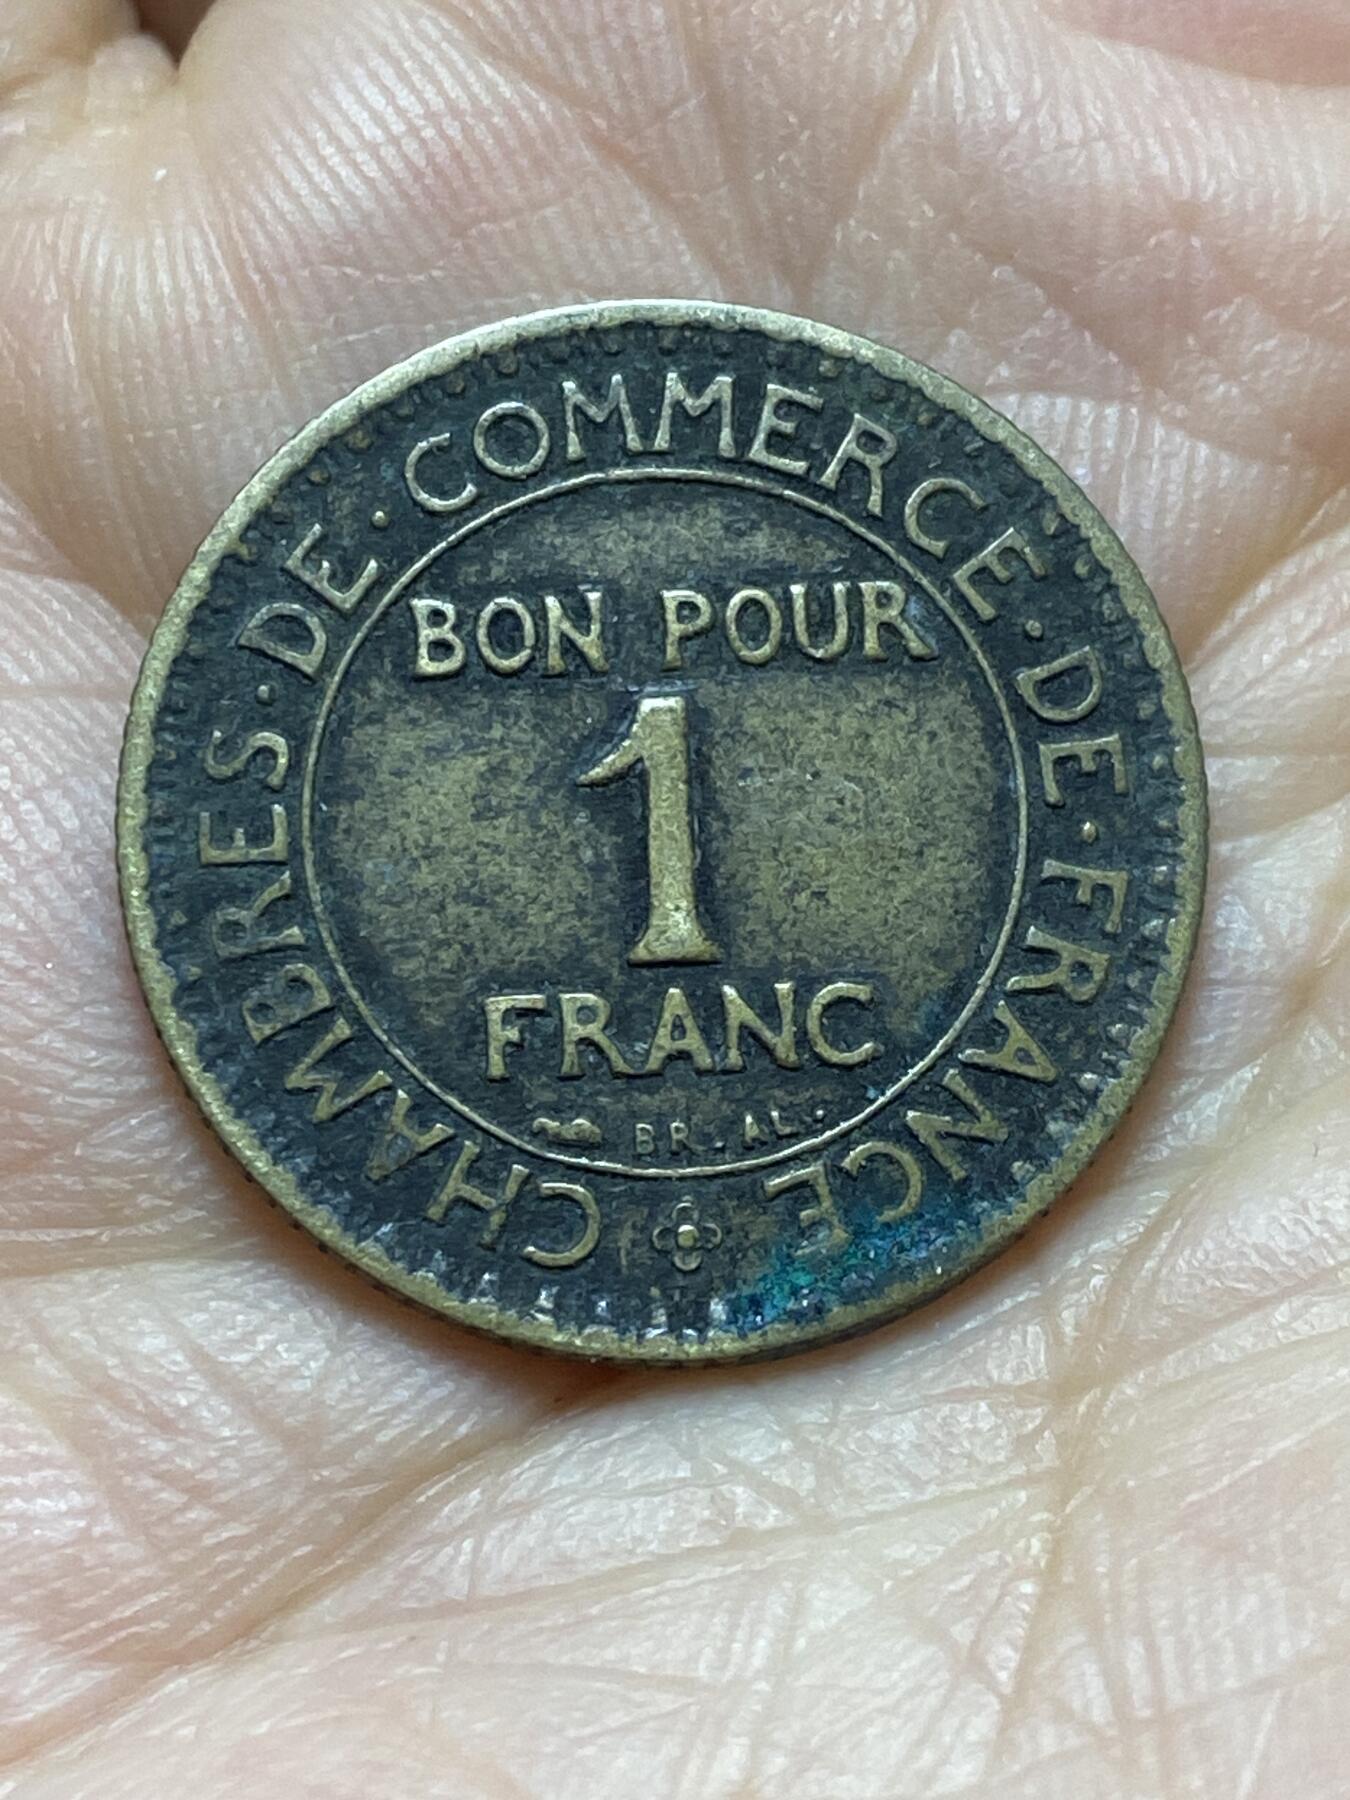 CHAMBRES·DE·COMMERCE·DE·FRANCE
BON POUR
1
FRANC
BR. AL.